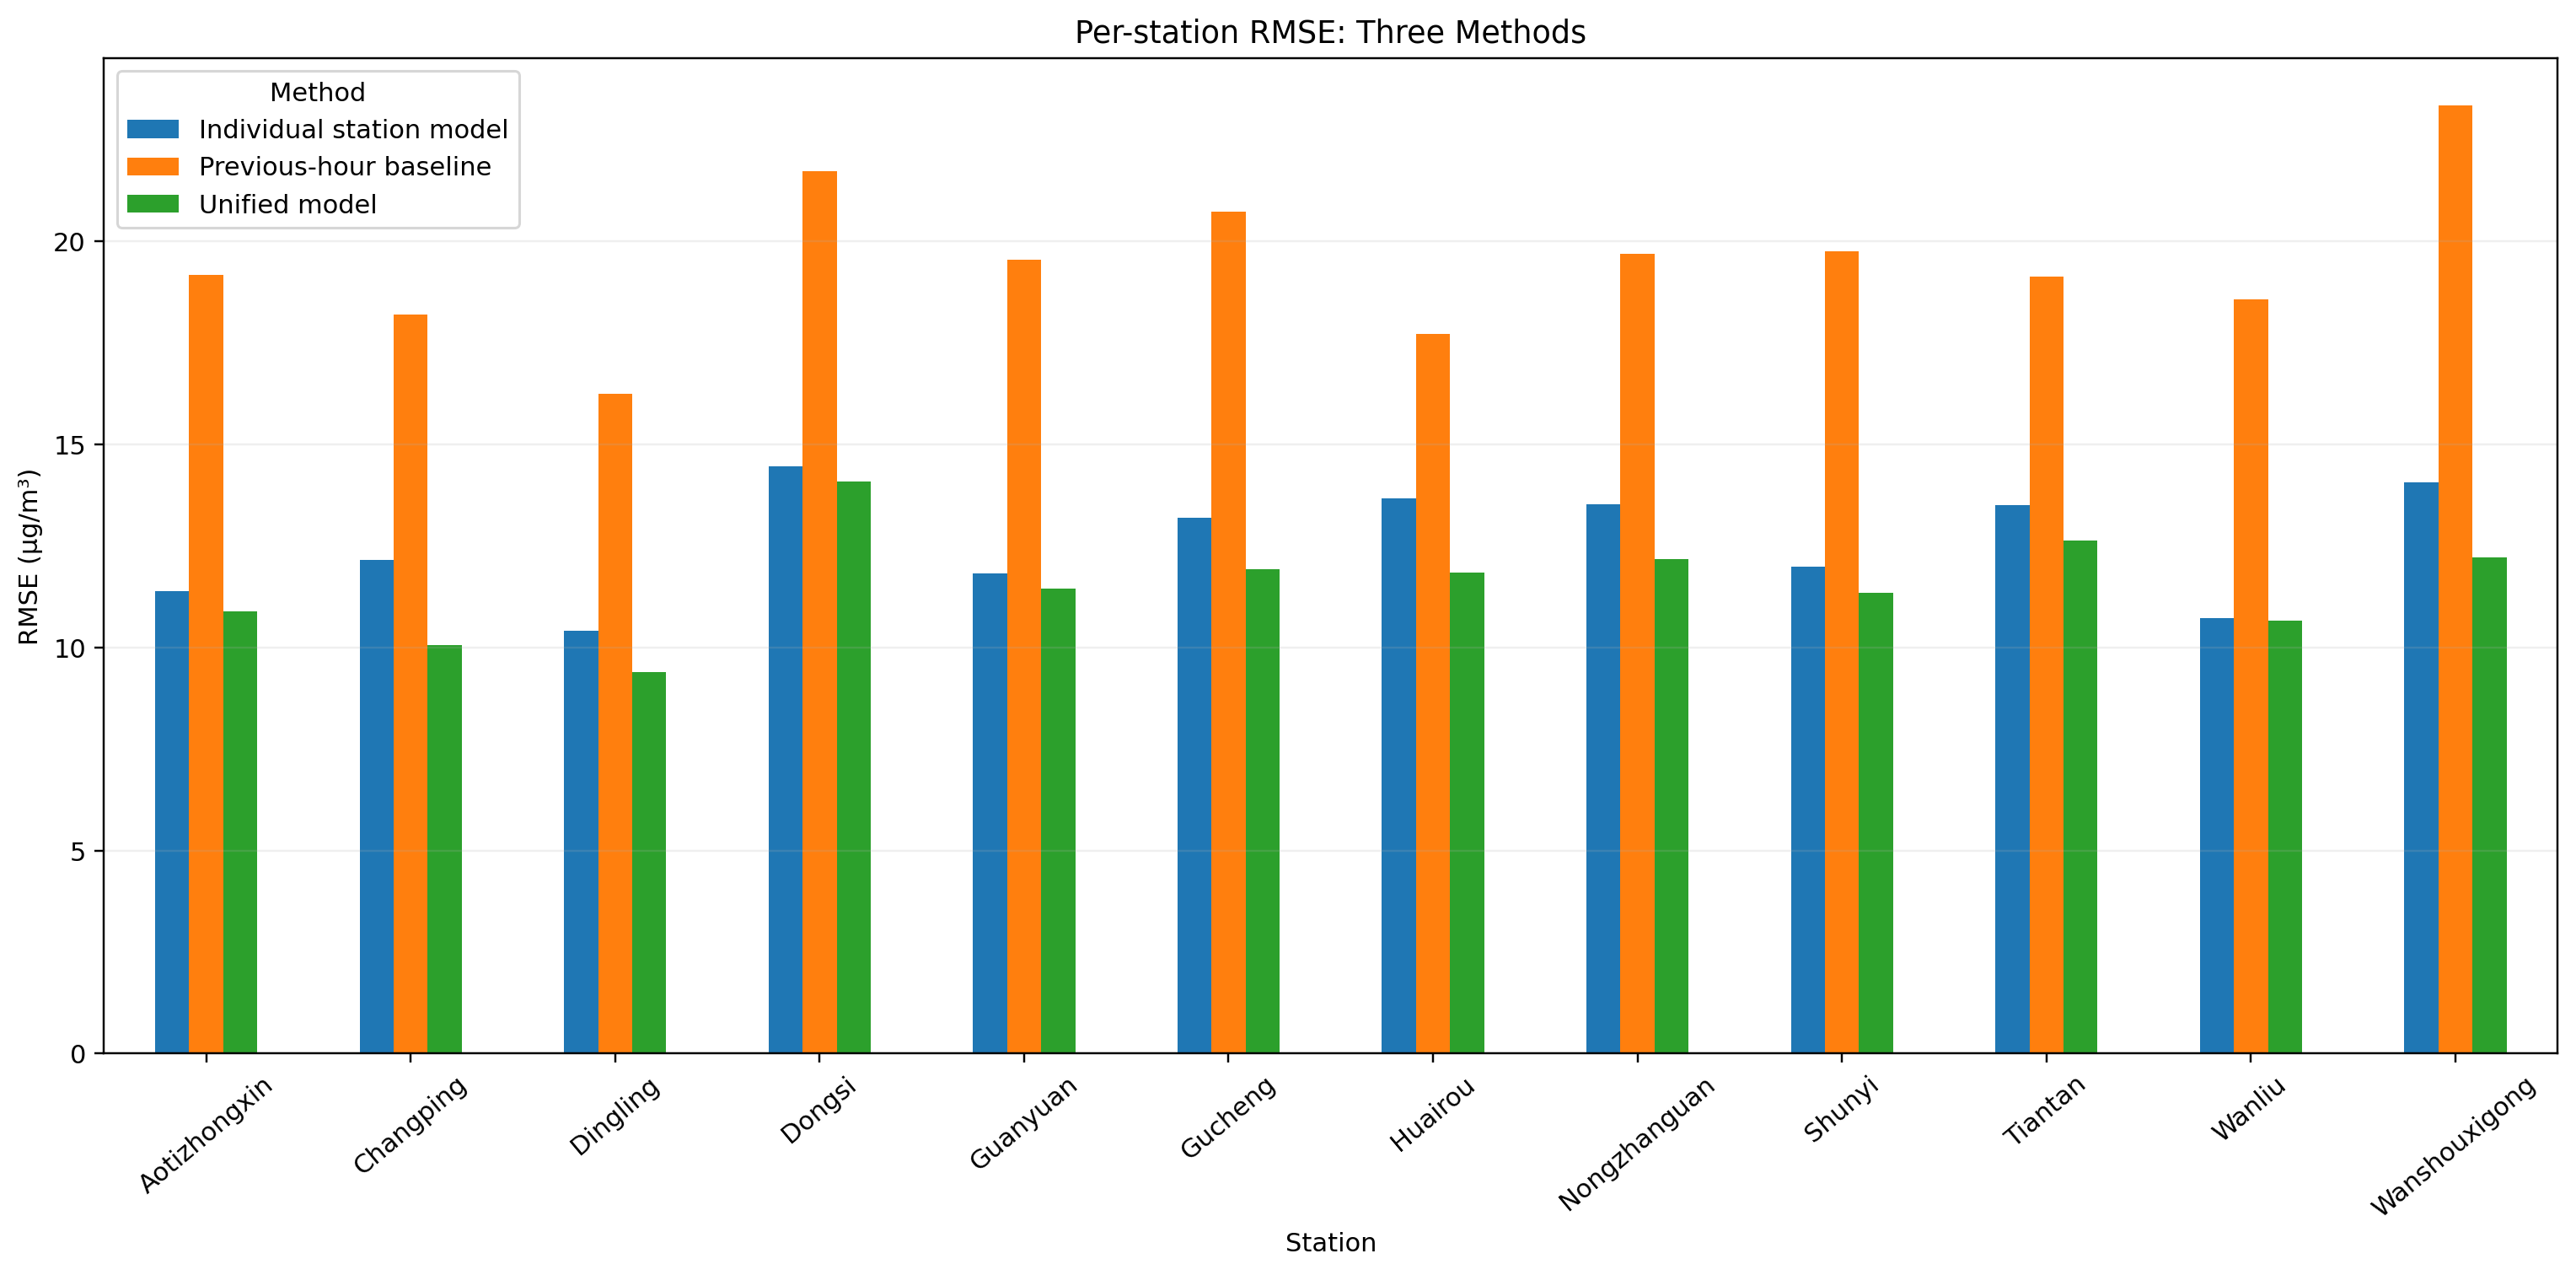 Per-station RMSE: Three Methods
Method
Individual station model
Previous-hour baseline
Unified model
RMSE (µg/m³)
20
15
10
5
0
Aotizhongxin
Changping
Dingling
Dongsi
Guanyuan
Gucheng
Huairou
Nongzhanguan
Shunyi
Tiantan
Wanliu
Wanshouxigong
Station